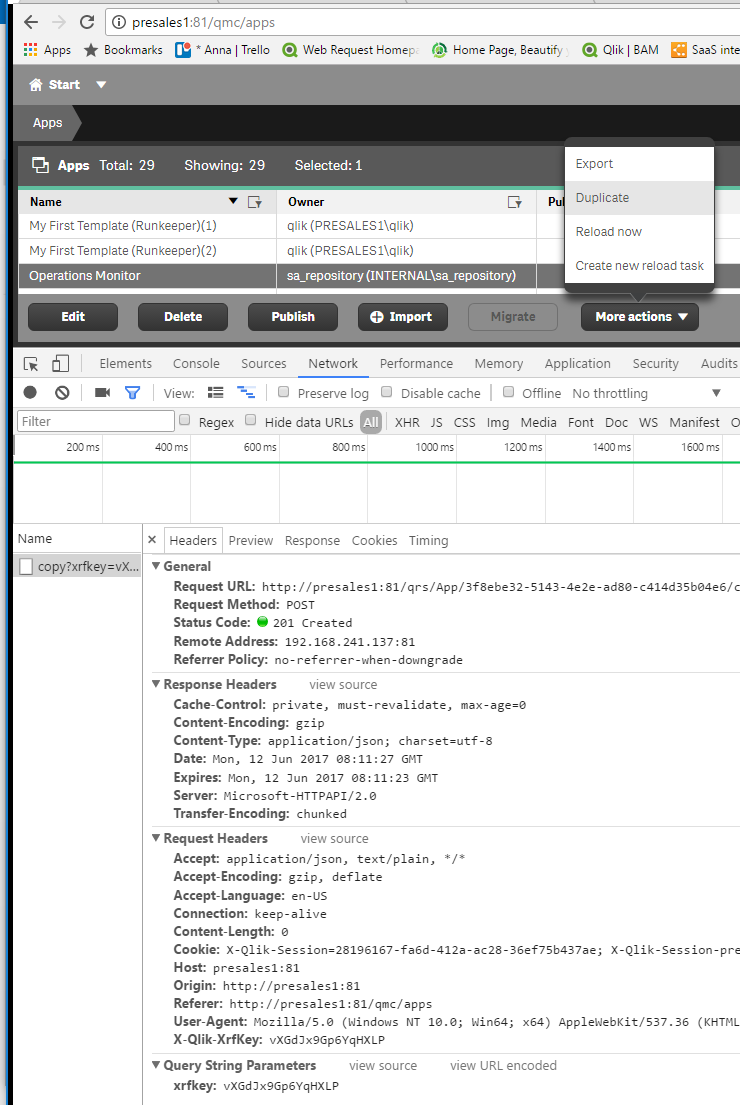 presales1:81/qmc/apps
Apps Bookmarks * Anna | Trello Web Request Homepa Home Page, Beautify Qlik | BAM SaaS inte
Start
Apps
Apps Total: 29 Showing: 29 Selected: 1
Export
Duplicate
Reload now
Create new reload task
Name Owner Pu
My First Template (Runkeeper)(1) qlik (PRESALES1\qlik)
My First Template (Runkeeper)(2) qlik (PRESALES1\qlik)
Operations Monitor sa_repository (INTERNAL\sa_repository)
Edit Delete Publish Import Migrate More actions
Elements Console Sources Network Performance Memory Application Security Audits
View: Preserve log Disable cache Offline No throttling
Filter Regex Hide data URLs All XHR JS CSS Img Media Font Doc WS Manifest O
200 ms 400 ms 600 ms 800 ms 1000 ms 1200 ms 1400 ms 1600 ms
Name × Headers Preview Response Cookies Timing
copy?xrfkey=vX...
General
Request URL: http://presales1:81/qrs/App/3f8ebe32-5143-4e2e-ad80-c414d35b04e6/c
Request Method: POST
Status Code: 201 Created
Remote Address: 192.168.241.137:81
Referrer Policy: no-referrer-when-downgrade
Response Headers view source
Cache-Control: private, must-revalidate, max-age=0
Content-Encoding: gzip
Content-Type: application/json; charset=utf-8
Date: Mon, 12 Jun 2017 08:11:27 GMT
Expires: Mon, 12 Jun 2017 08:11:23 GMT
Server: Microsoft-HTTPAPI/2.0
Transfer-Encoding: chunked
Request Headers view source
Accept: application/json, text/plain, */*
Accept-Encoding: gzip, deflate
Accept-Language: en-US
Connection: keep-alive
Content-Length: 0
Cookie: X-Qlik-Session=28196167-fa6d-412a-ac28-36ef75b437ae; X-Qlik-Session-pre
Host: presales1:81
Origin: http://presales1:81
Referer: http://presales1:81/qmc/apps
User-Agent: Mozilla/5.0 (Windows NT 10.0; Win64; x64) AppleWebKit/537.36 (KHTML
X-Qlik-XrfKey: vXGdJx9Gp6YqHXLP
Query String Parameters view source view URL encoded
xrfkey: vXGdJx9Gp6YqHXLP